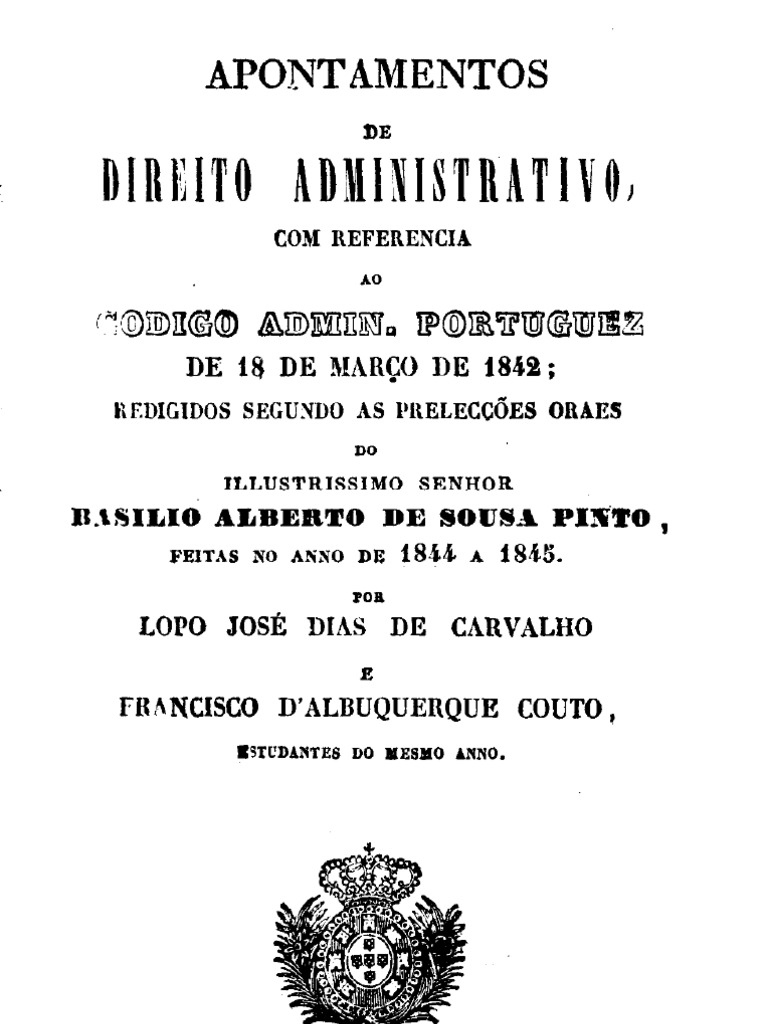 APONTAMENTOS
DE
DIREITO ADMINISTRATIVO,
COM REFERENCIA
AO
CODIGO ADMIN. PORTUGUEZ
DE 18 DE MARÇO DE 1842;
REDIGIDOS SEGUNDO AS PRELECÇÕES ORAES
DO
ILLUSTRISSIMO SENHOR
BASILIO ALBERTO DE SOUSA PINTO,
FEITAS NO ANNO DE 1844 A 1845.
POR
LOPO JOSÉ DIAS DE CARVALHO
E
FRANCISCO D'ALBUQUERQUE COUTO,
ESTUDANTES DO MESMO ANNO.